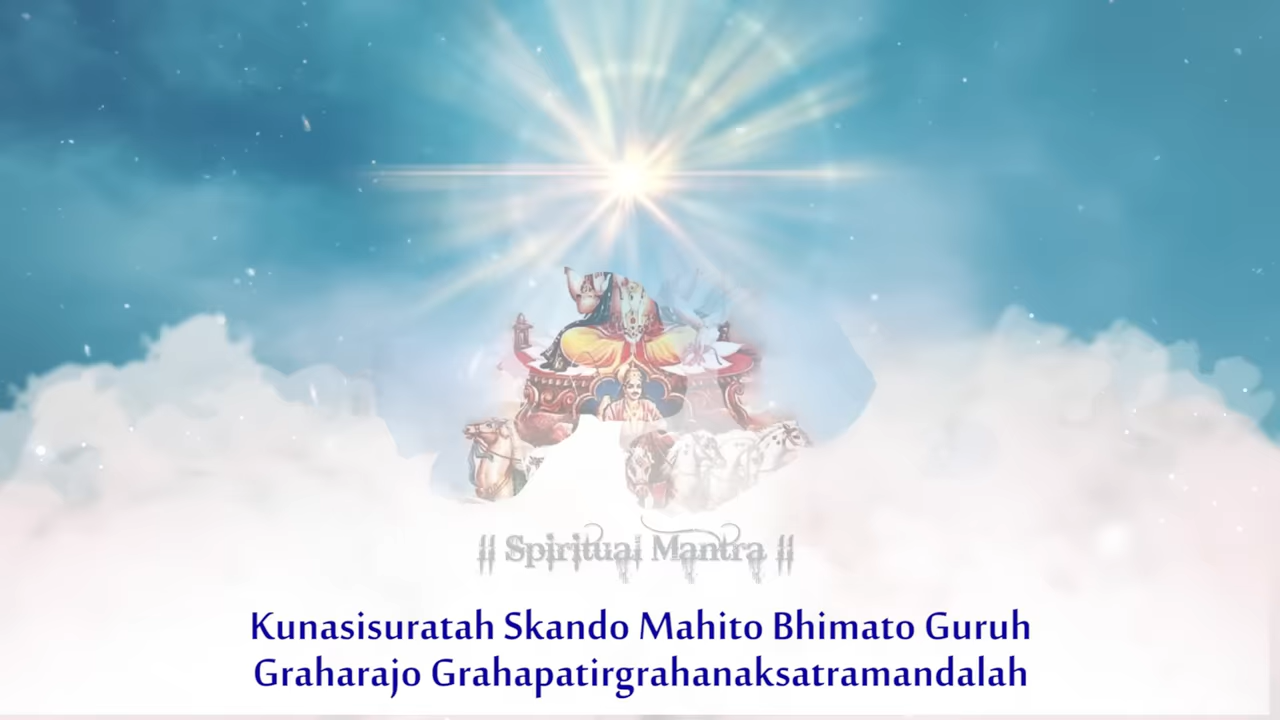 || Spiritual Mantra ||
Kunasisuratah Skando Mahito Bhimato Guruh
Graharajo Grahapatirgrahanaksatramandalah